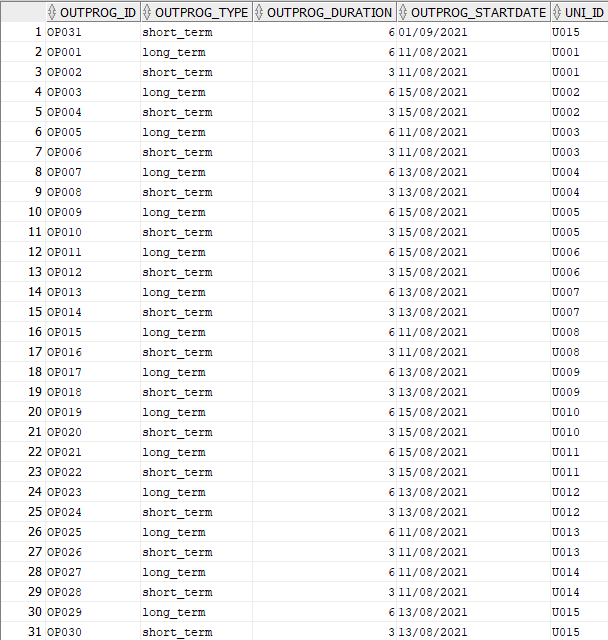 OUTPROG_ID OUTPROG_TYPE OUTPROG_DURATION OUTPROG_STARTDATE UNI_ID
1 OP031 short_term 6 01/09/2021 U015
2 OP001 long_term 6 11/08/2021 U001
3 OP002 short_term 3 11/08/2021 U001
4 OP003 long_term 6 15/08/2021 U002
5 OP004 short_term 3 15/08/2021 U002
6 OP005 long_term 6 11/08/2021 U003
7 OP006 short_term 3 11/08/2021 U003
8 OP007 long_term 6 13/08/2021 U004
9 OP008 short_term 3 13/08/2021 U004
10 OP009 long_term 6 15/08/2021 U005
11 OP010 short_term 3 15/08/2021 U005
12 OP011 long_term 6 15/08/2021 U006
13 OP012 short_term 3 15/08/2021 U006
14 OP013 long_term 6 13/08/2021 U007
15 OP014 short_term 3 13/08/2021 U007
16 OP015 long_term 6 11/08/2021 U008
17 OP016 short_term 3 11/08/2021 U008
18 OP017 long_term 6 13/08/2021 U009
19 OP018 short_term 3 13/08/2021 U009
20 OP019 long_term 6 15/08/2021 U010
21 OP020 short_term 3 15/08/2021 U010
22 OP021 long_term 6 15/08/2021 U011
23 OP022 short_term 3 15/08/2021 U011
24 OP023 long_term 6 13/08/2021 U012
25 OP024 short_term 3 13/08/2021 U012
26 OP025 long_term 6 11/08/2021 U013
27 OP026 short_term 3 11/08/2021 U013
28 OP027 long_term 6 11/08/2021 U014
29 OP028 short_term 3 11/08/2021 U014
30 OP029 long_term 6 13/08/2021 U015
31 OP030 short_term 3 13/08/2021 U015